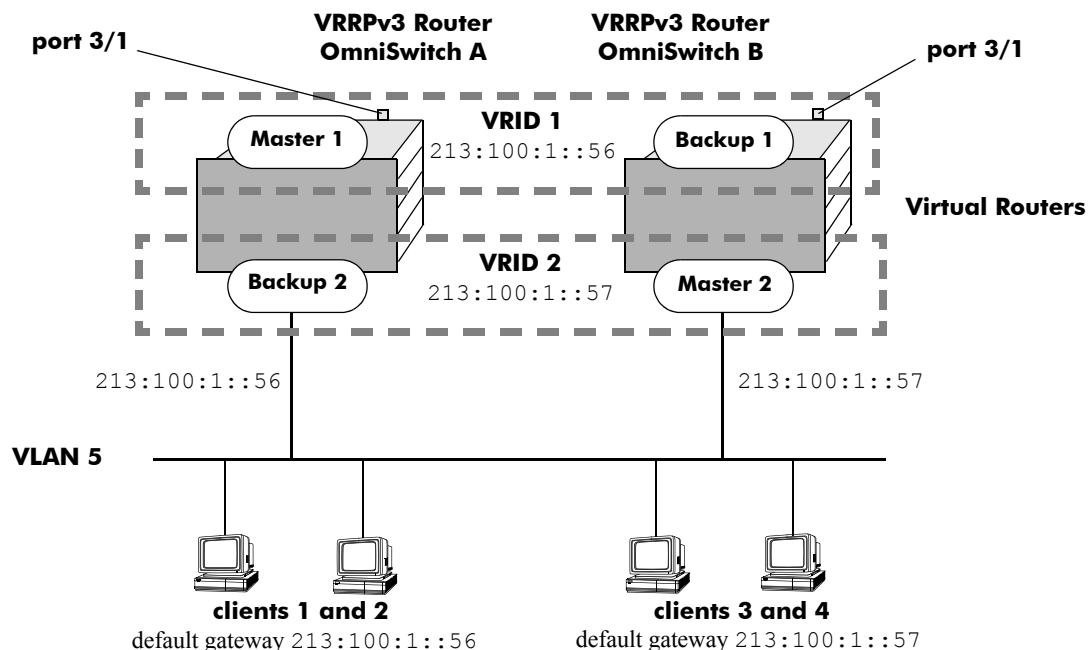 VRRPv3 Router
OmniSwitch A
VRRPv3 Router
OmniSwitch B
port 3/1
port 3/1
VRID 1
Master 1
213:100:1::56
Backup 1
Virtual Routers
VRID 2
Backup 2
213:100:1::57
Master 2
213:100:1::56
213:100:1::57
VLAN 5
clients 1 and 2
default gateway 213:100:1::56
clients 3 and 4
default gateway 213:100:1::57